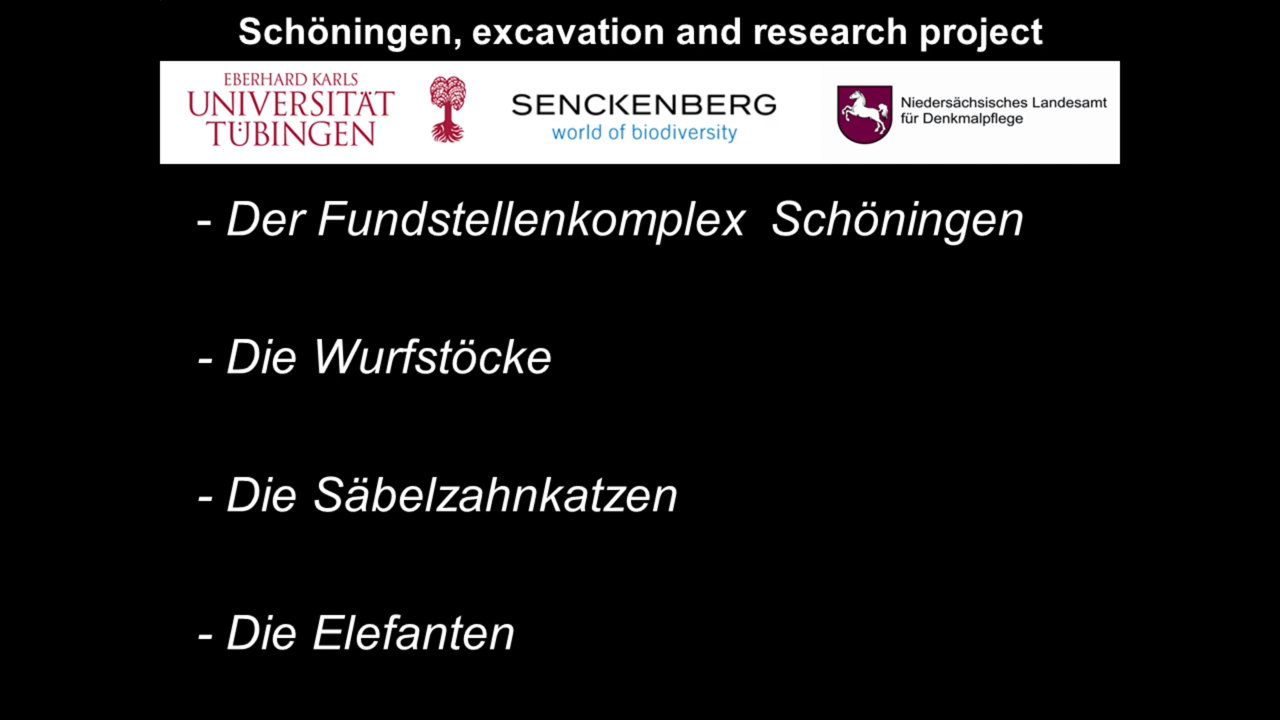 Schöningen, excavation and research project
EBERHARD KARLS
UNIVERSITÄT
TÜBINGEN
SENCKENBERG
world of biodiversity
Niedersächsisches Landesamt
für Denkmalpflege
- Der Fundstellenkomplex Schöningen
- Die Wurfstöcke
- Die Säbelzahnkatzen
- Die Elefanten